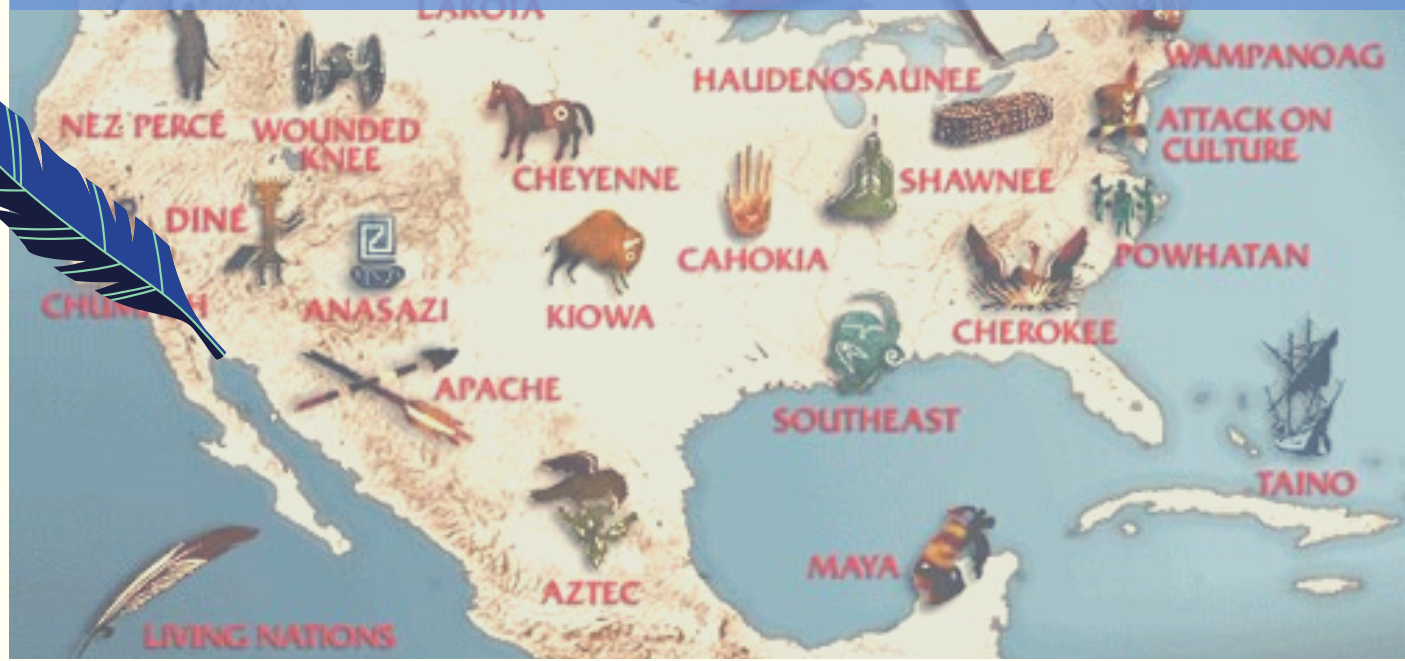 LAKOTA
WAMPANOAG
HAUDENOSAUNEE
NEZ PERCÉ
WOUNDED
KNEE
ATTACK ON
CULTURE
CHEYENNE
SHAWNEE
DINÉ
CAHOKIA
POWHATAN
CHUMASH
ANASAZI
KIOWA
CHEROKEE
APACHE
SOUTHEAST
TAINO
MAYA
AZTEC
LIVING NATIONS